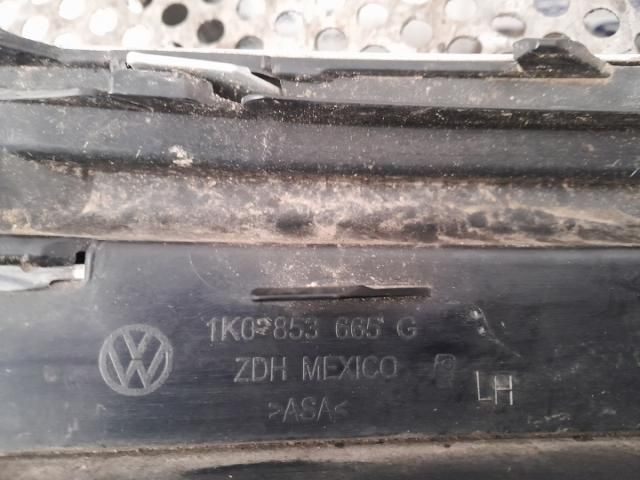 1K0 853 665 G
ZDH MEXICO
LH
>ASA<